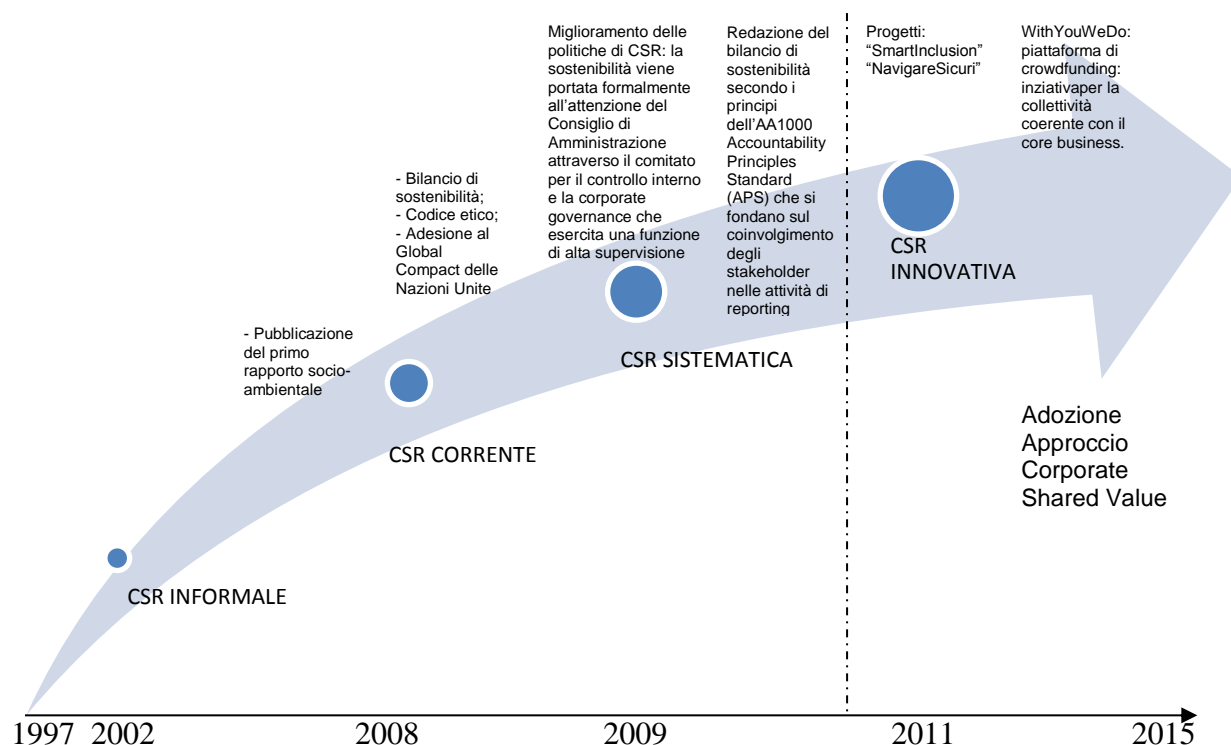 Miglioramento delle
politiche di CSR: la
sostenibilità viene
portata formalmente
all’attenzione del
Consiglio di
Amministrazione
attraverso il comitato
per il controllo interno
e la corporate
governance che
esercita una funzione
di alta supervisione
Redazione del
bilancio di
sostenibilità
secondo i
principi
dell’AA1000
Accountability
Principles
Standard
(APS) che si
fondano sul
coinvolgimento
degli
stakeholder
nelle attività di
reporting
Progetti:
“SmartInclusion”
“NavigareSicuri”
WithYouWeDo:
piattaforma di
crowdfunding:
inziativaper la
collettività
coerente con il
core business.
- Bilancio di
sostenibilità;
- Codice etico;
- Adesione al
Global
Compact delle
Nazioni Unite
- Pubblicazione
del primo
rapporto socio-
ambientale
CSR
INNOVATIVA
CSR SISTEMATICA
CSR CORRENTE
CSR INFORMALE
Adozione
Approccio
Corporate
Shared Value
1997 2002 2008 2009 2011 2015